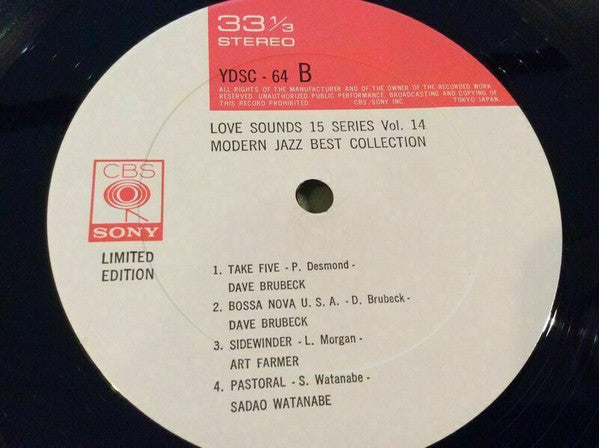 33 1/3
STEREO
YDSC - 64 B
ALL RIGHTS OF THE MANUFACTURER AND OF THE OWNER OF THE RECORDED WORK
RESERVED. UNAUTHORIZED PUBLIC PERFORMANCE, BROADCASTING AND COPYING OF
THIS RECORD PROHIBITED CBS SONY INC. TOKYO JAPAN
LOVE SOUNDS 15 SERIES Vol. 14
MODERN JAZZ BEST COLLECTION
CBS
SONY
LIMITED
EDITION
1. TAKE FIVE - P. Desmond -
DAVE BRUBECK
2. BOSSA NOVA U. S. A. - D. Brubeck -
DAVE BRUBECK
3. SIDEWINDER - L. Morgan -
ART FARMER
4. PASTORAL - S. Watanabe -
SADAO WATANABE